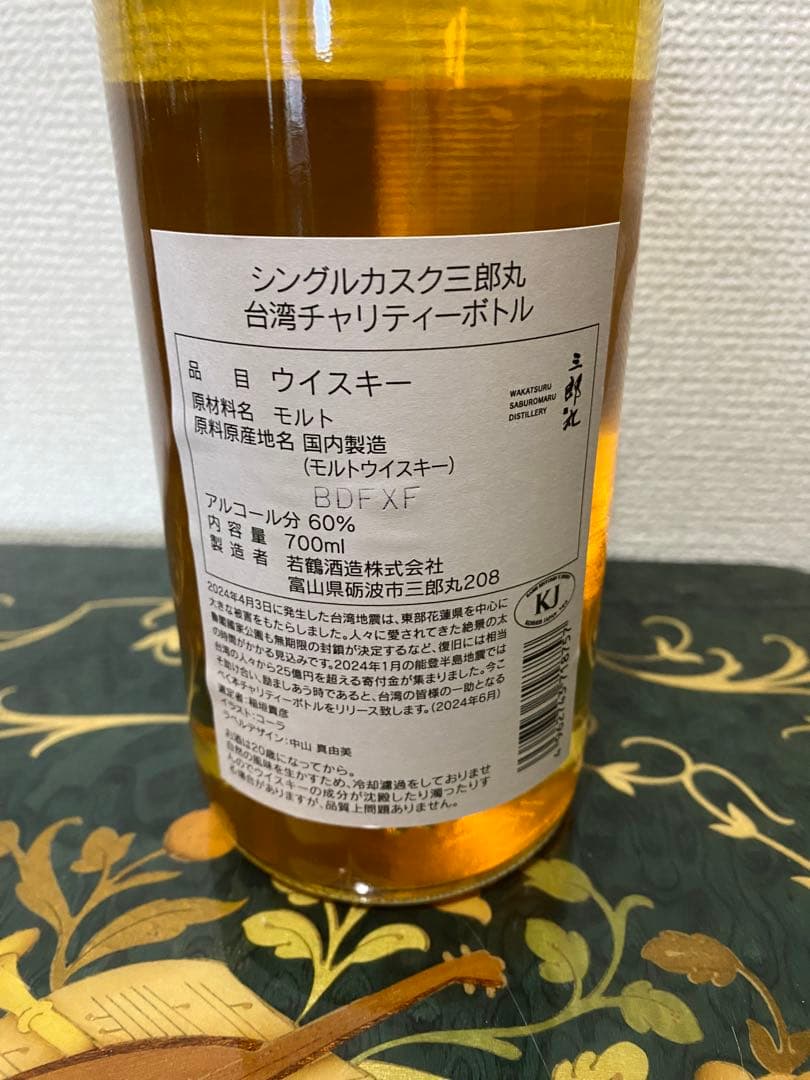 シングルカスク三郎丸
台湾チャリティーボトル
品目 ウイスキー
原材料名 モルト
原料原産地名 国内製造
(モルトウイスキー)
BDFXF
アルコール分 60%
内容量 700ml
製造者 若鶴酒造株式会社
富山県砺波市三郎丸208
三郎丸
WAKATSURU
SABUROMARU
DISTILLERY
KJ
2024年4月3日に発生した台湾地震は、東部花蓮県を中心に
大きな被害をもたらしました。人々に愛されてきた絶景の太
魯閣國家公園も無期限の封鎖が決定するなど、復旧には相当
の時間がかかる見込みです。2024年1月の能登半島地震では
台湾の人々から25億円を超える寄付金が集まりました。今こ
そ助け合い、励ましあう時であると、台湾の皆様の一助となる
べく本チャリティーボトルをリリース致します。(2024年6月)
選定者:稲垣貴彦
イラスト:コーラ
ラベルデザイン:中山 真由美
お酒は20歳になってから。
自然の風味を生かすため、冷却濾過をしておりませ
んのでウイスキーの成分が沈殿したり濁ったりす
る場合がありますが、品質上問題ありません。